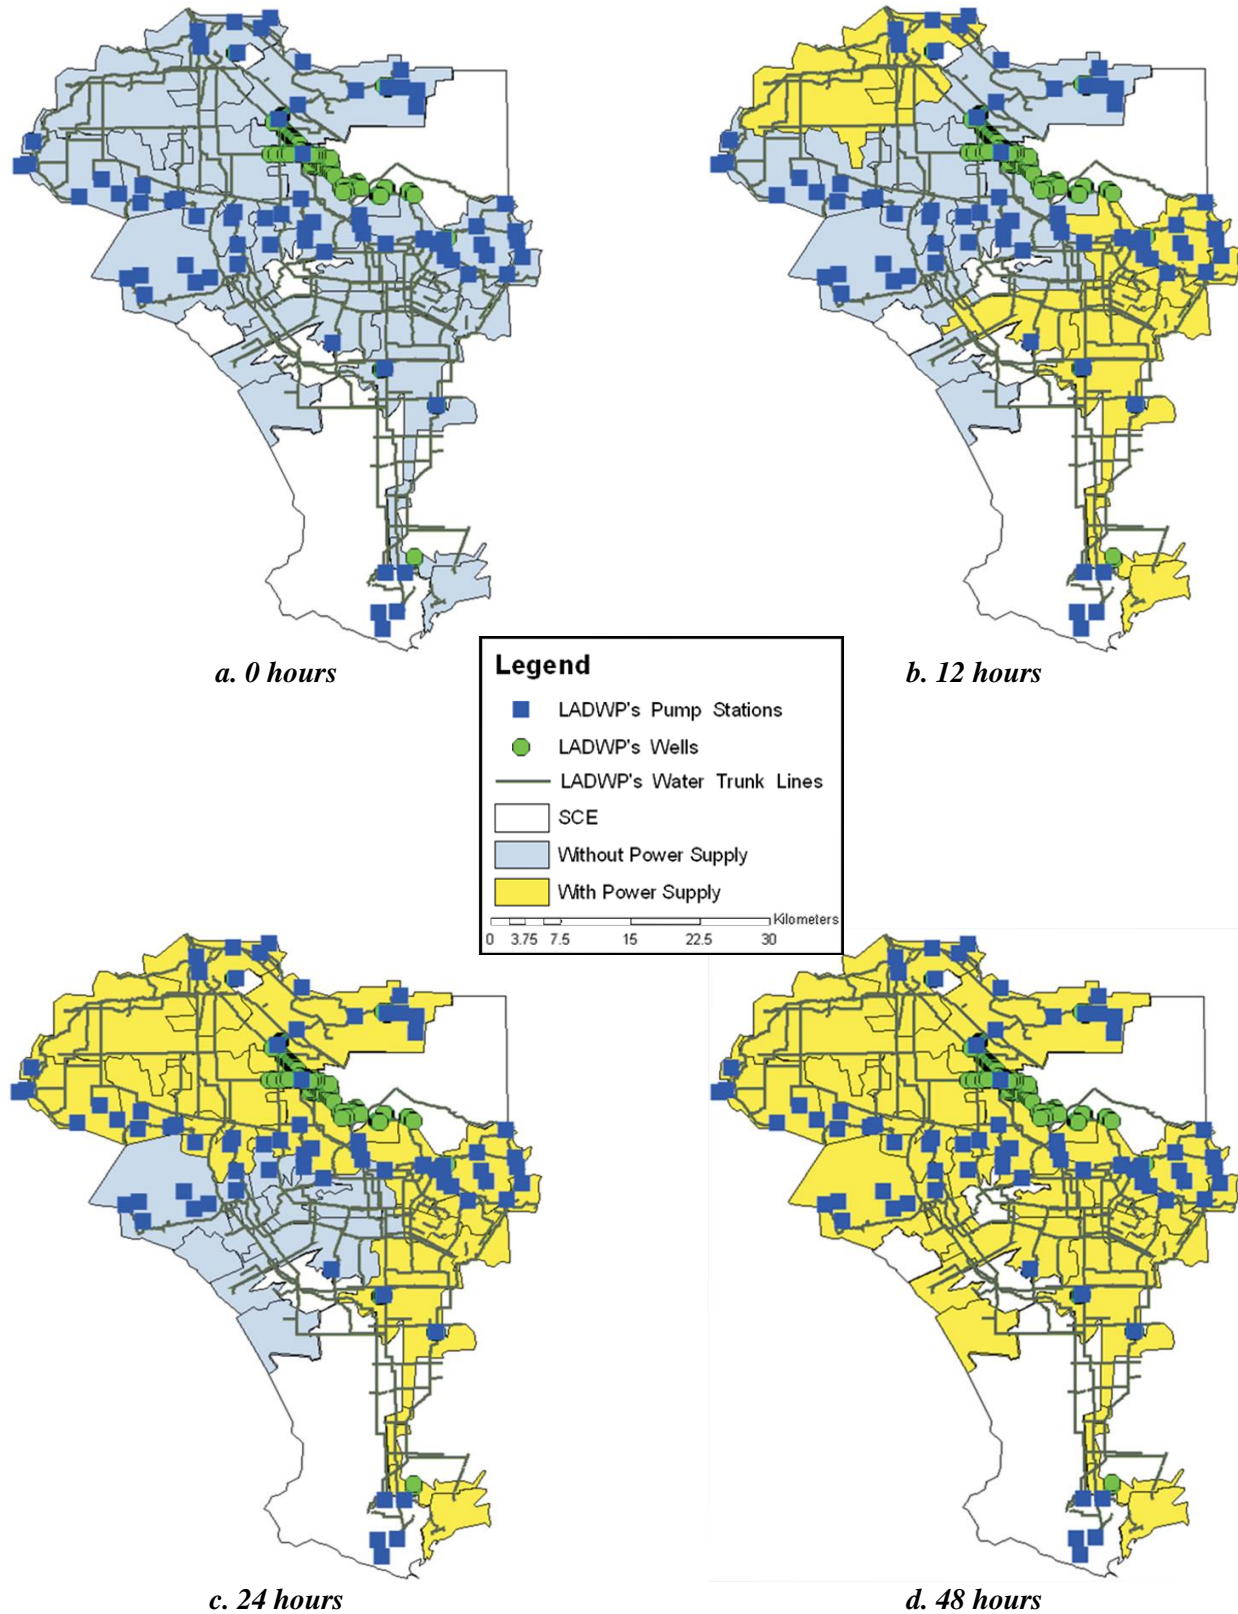 a. 0 hours
b. 12 hours
Legend
LADWP's Pump Stations
LADWP's Wells
LADWP's Water Trunk Lines
SCE
Without Power Supply
With Power Supply
Kilometers
0 3.75 7.5 15 22.5 30
c. 24 hours
d. 48 hours